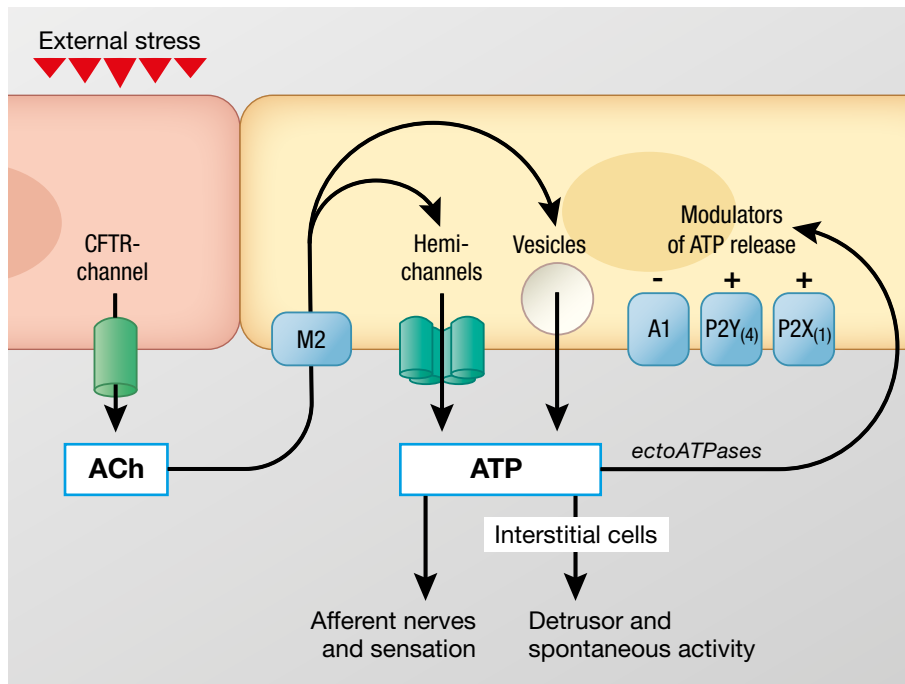 External stress
CFTR-
channel
Hemi-
channels
Vesicles
Modulators
of ATP release
- + +
M2
A1
P2Y(4)
P2X(1)
ACh
ATP
ectoATPases
Interstitial cells
Afferent nerves
and sensation
Detrusor and
spontaneous activity